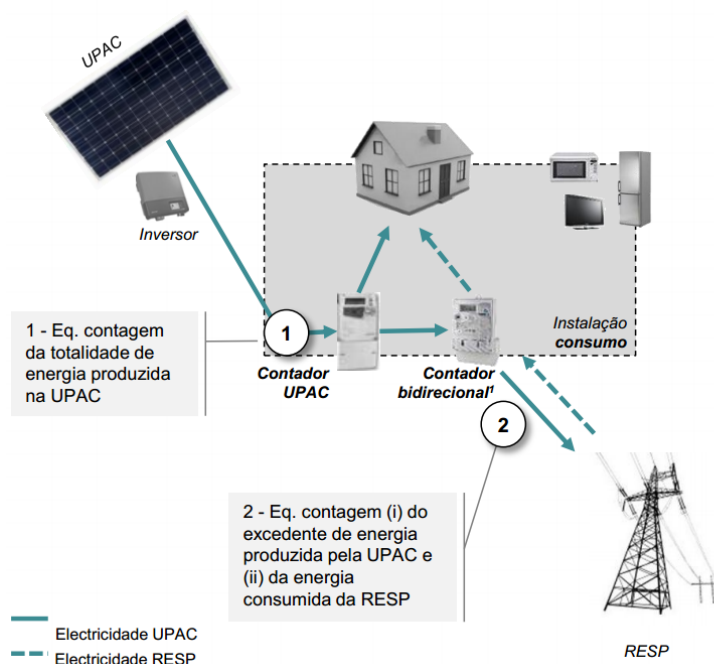 UPAC
Inversor
1 - Eq. contagem
da totalidade de
energia produzida
na UPAC
1
Contador
UPAC
Contador
bidirecional¹
Instalação
consumo
2
2 - Eq. contagem (i) do
excedente de energia
produzida pela UPAC e
(ii) da energia
consumida da RESP
Electricidade UPAC
Electricidade RESP
RESP